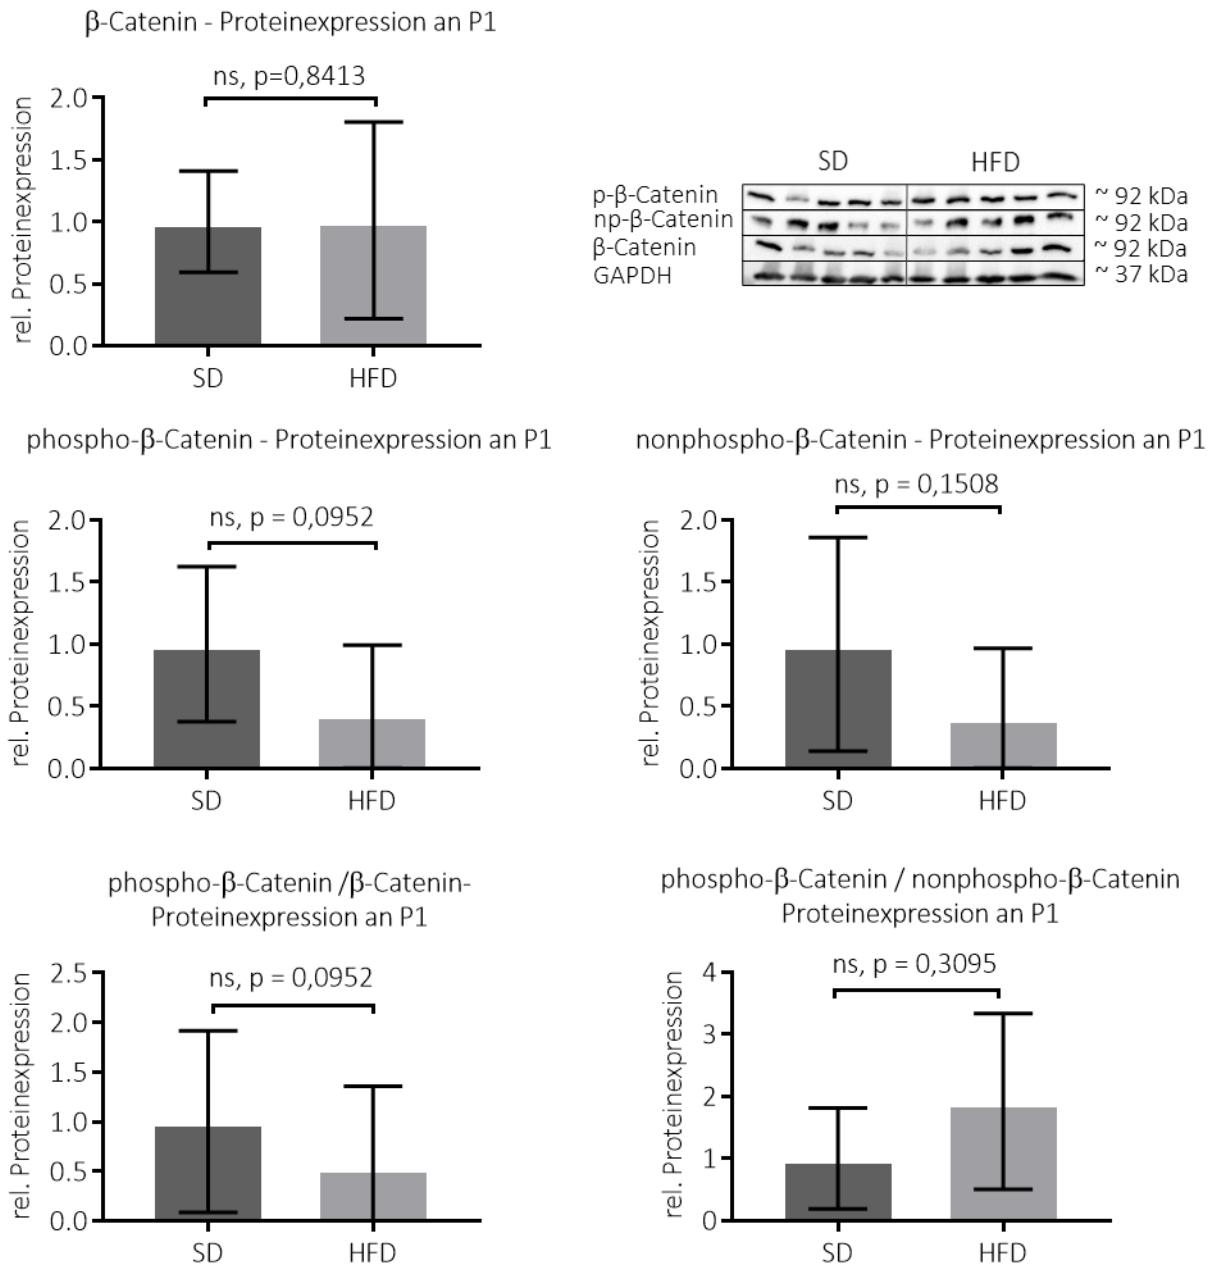 β-Catenin - Proteinexpression an P1
ns, p=0,8413
rel. Proteinexpression
2.0
1.5
1.0
0.5
0.0
SD
HFD
SD
HFD
p-β-Catenin
~ 92 kDa
np-β-Catenin
~ 92 kDa
β-Catenin
~ 92 kDa
GAPDH
~ 37 kDa
phospho-β-Catenin - Proteinexpression an P1
ns, p = 0,0952
rel. Proteinexpression
2.0
1.5
1.0
0.5
0.0
SD
HFD
nonphospho-β-Catenin - Proteinexpression an P1
ns, p = 0,1508
rel. Proteinexpression
2.0
1.5
1.0
0.5
0.0
SD
HFD
phospho-β-Catenin /β-Catenin-
Proteinexpression an P1
ns, p = 0,0952
rel. Proteinexpression
2.5
2.0
1.5
1.0
0.5
0.0
SD
HFD
phospho-β-Catenin / nonphospho-β-Catenin
Proteinexpression an P1
ns, p = 0,3095
rel. Proteinexpression
4
3
2
1
0
SD
HFD